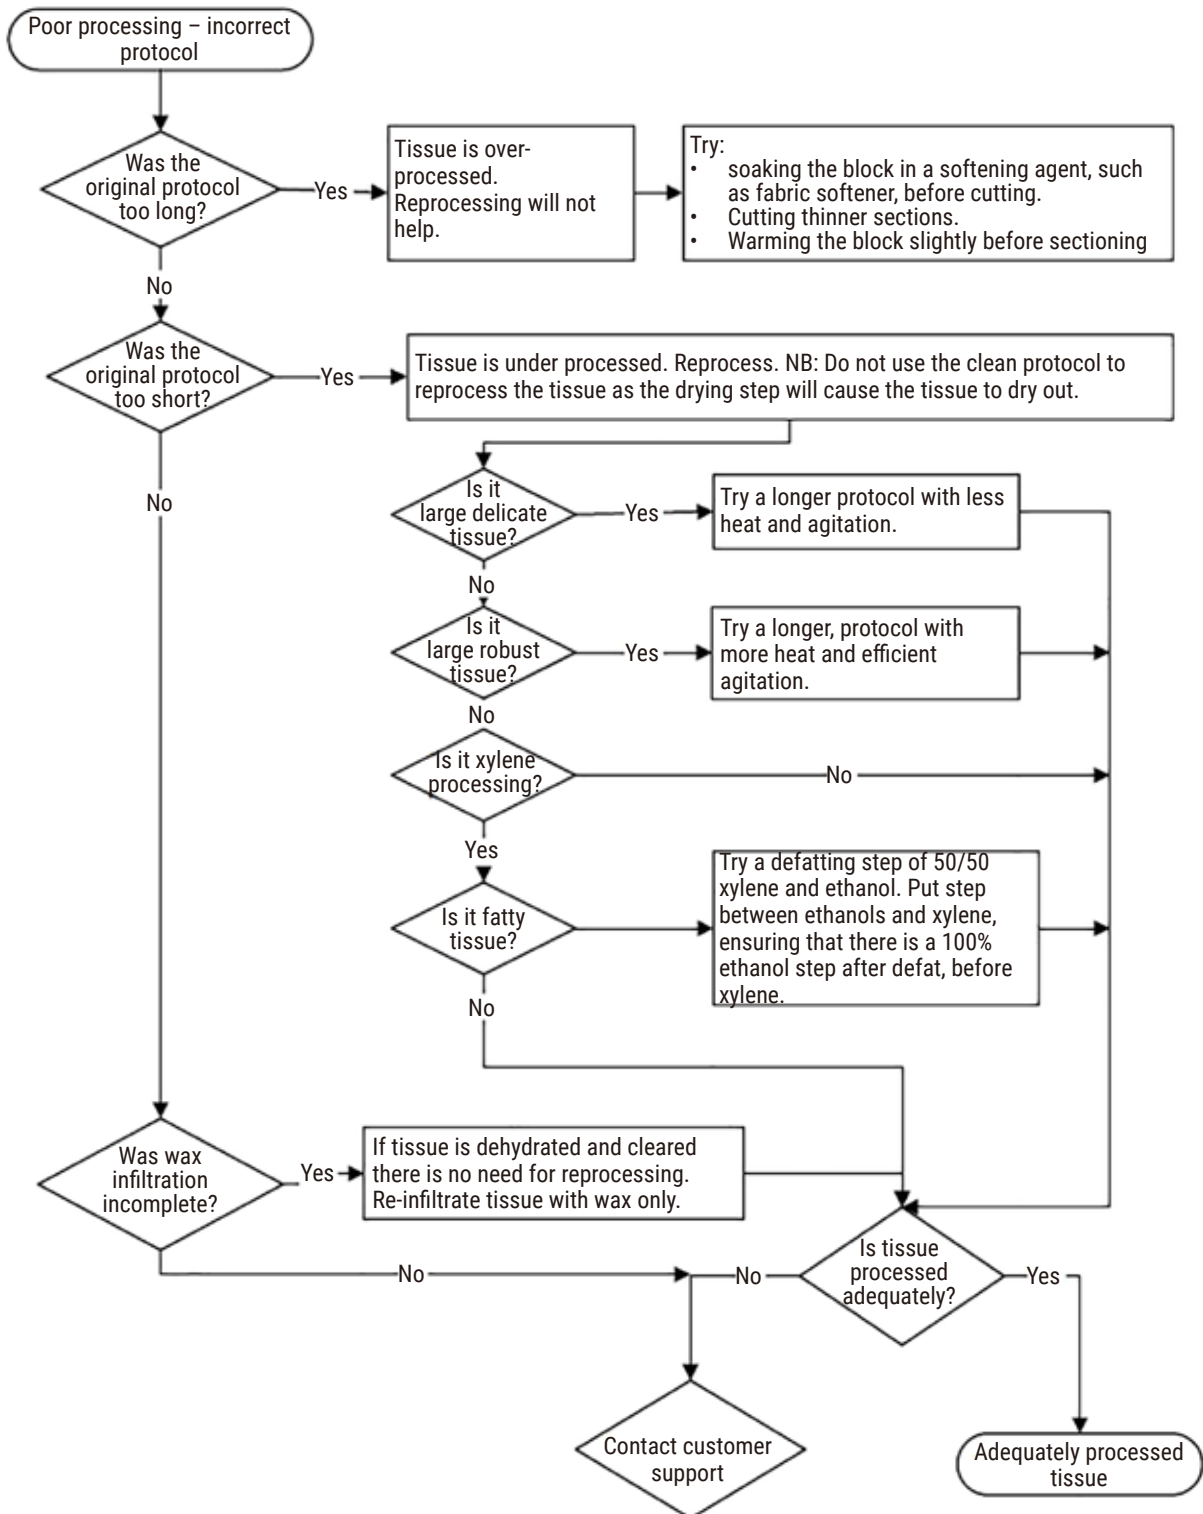 Poor processing – incorrect
protocol
Was the
original protocol
too long?
Yes
Tissue is over-
processed.
Reprocessing will not
help.
Try:
• soaking the block in a softening agent, such
as fabric softener, before cutting.
• Cutting thinner sections.
• Warming the block slightly before sectioning
No
Was the
original protocol
too short?
Yes
Tissue is under processed. Reprocess. NB: Do not use the clean protocol to
reprocess the tissue as the drying step will cause the tissue to dry out.
No
Is it
large delicate
tissue?
Yes
Try a longer protocol with less
heat and agitation.
No
Is it
large robust
tissue?
Yes
Try a longer, protocol with
more heat and efficient
agitation.
No
Is it xylene
processing?
No
Yes
Is it fatty
tissue?
Try a defatting step of 50/50
xylene and ethanol. Put step
between ethanols and xylene,
ensuring that there is a 100%
ethanol step after defat, before
xylene.
No
Was wax
infiltration
incomplete?
Yes
If tissue is dehydrated and cleared
there is no need for reprocessing.
Re-infiltrate tissue with wax only.
No
Is tissue
processed
adequately?
No
Yes
Contact customer
support
Adequately processed
tissue